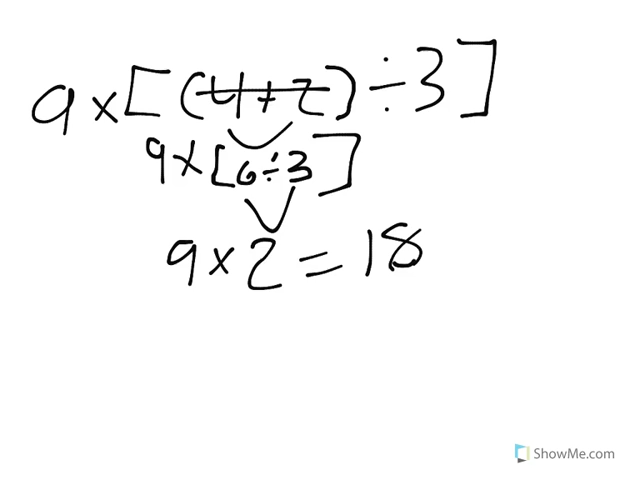 9 × [(4+2) ÷ 3]
9 × [6 ÷ 3]
9 × 2 = 18
ShowMe.com